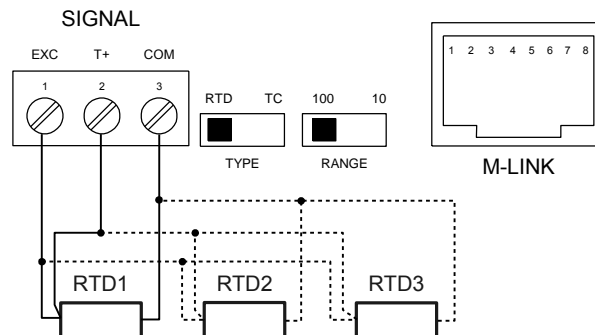 SIGNAL
EXC T+ COM
1 2 3
RTD TC
TYPE
100 10
RANGE
1 2 3 4 5 6 7 8
M-LINK
RTD1 RTD2 RTD3